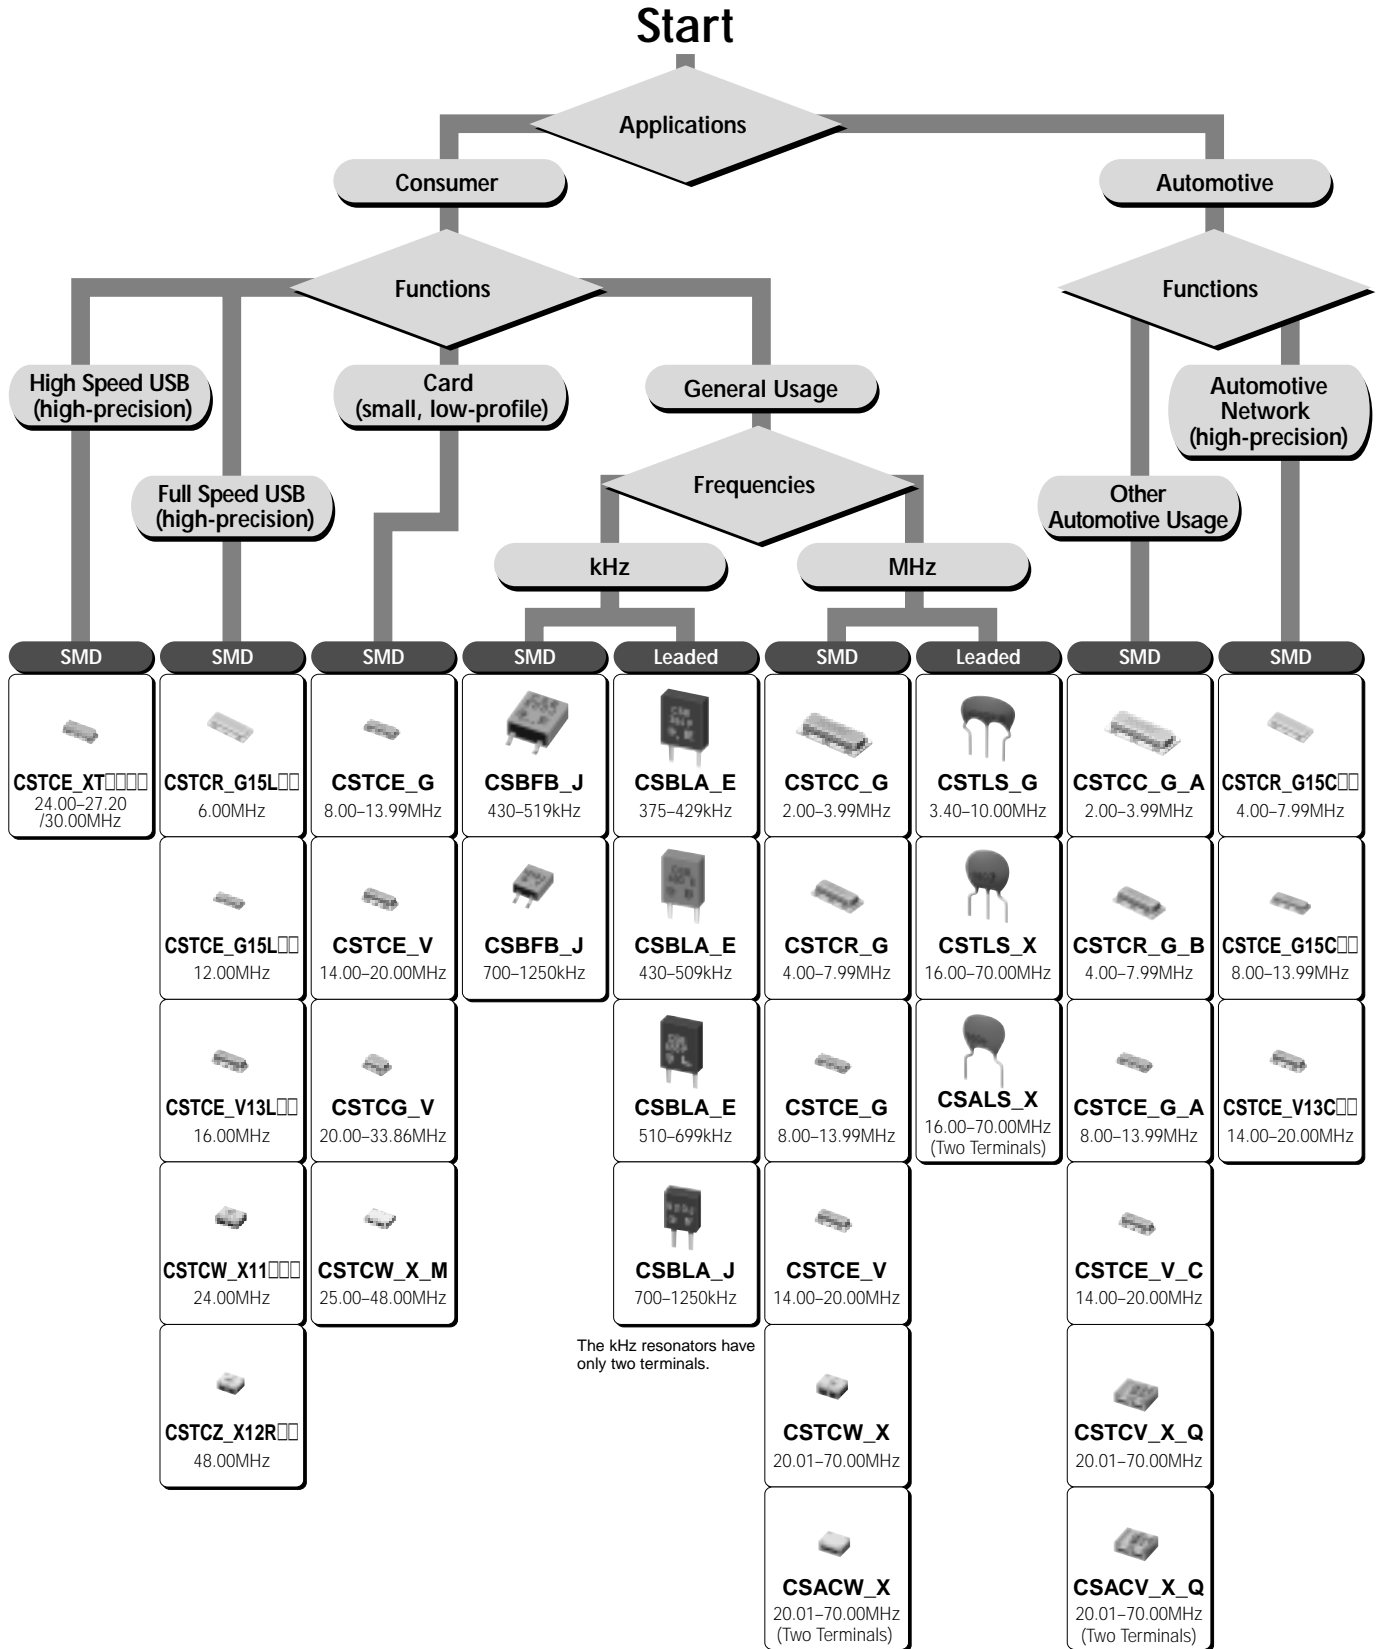 Start
Applications
Consumer
Automotive
Functions
Functions
High Speed USB
(high-precision)
Card
(small, low-profile)
General Usage
Automotive
Network
(high-precision)
Full Speed USB
(high-precision)
Frequencies
Other
Automotive Usage
kHz
MHz
SMD
SMD
SMD
SMD
Leaded
SMD
Leaded
SMD
SMD
CSTCE_XT□□□□
24.00–27.20
/30.00MHz
CSTCR_G15L□□
6.00MHz
CSTCE_G
8.00–13.99MHz
CSBFB_J
430–519kHz
CSBLA_E
375–429kHz
CSTCC_G
2.00–3.99MHz
CSTLS_G
3.40–10.00MHz
CSTCC_G_A
2.00–3.99MHz
CSTCR_G15C□□
4.00–7.99MHz
CSTCE_G15L□□
12.00MHz
CSTCE_V
14.00–20.00MHz
CSBFB_J
700–1250kHz
CSBLA_E
430–509kHz
CSTCR_G
4.00–7.99MHz
CSTLS_X
16.00–70.00MHz
CSTCR_G_B
4.00–7.99MHz
CSTCE_G15C□□
8.00–13.99MHz
CSTCE_V13L□□
16.00MHz
CSTCG_V
20.00–33.86MHz
CSBLA_E
510–699kHz
CSTCE_G
8.00–13.99MHz
CSALS_X
16.00–70.00MHz
(Two Terminals)
CSTCE_G_A
8.00–13.99MHz
CSTCE_V13C□□
14.00–20.00MHz
CSTCW_X11□□□
24.00MHz
CSTCW_X_M
25.00–48.00MHz
CSBLA_J
700–1250kHz
CSTCE_V
14.00–20.00MHz
CSTCE_V_C
14.00–20.00MHz
The kHz resonators have
only two terminals.
CSTCZ_X12R□□
48.00MHz
CSTCW_X
20.01–70.00MHz
CSTCV_X_Q
20.01–70.00MHz
CSACW_X
20.01–70.00MHz
(Two Terminals)
CSACV_X_Q
20.01–70.00MHz
(Two Terminals)